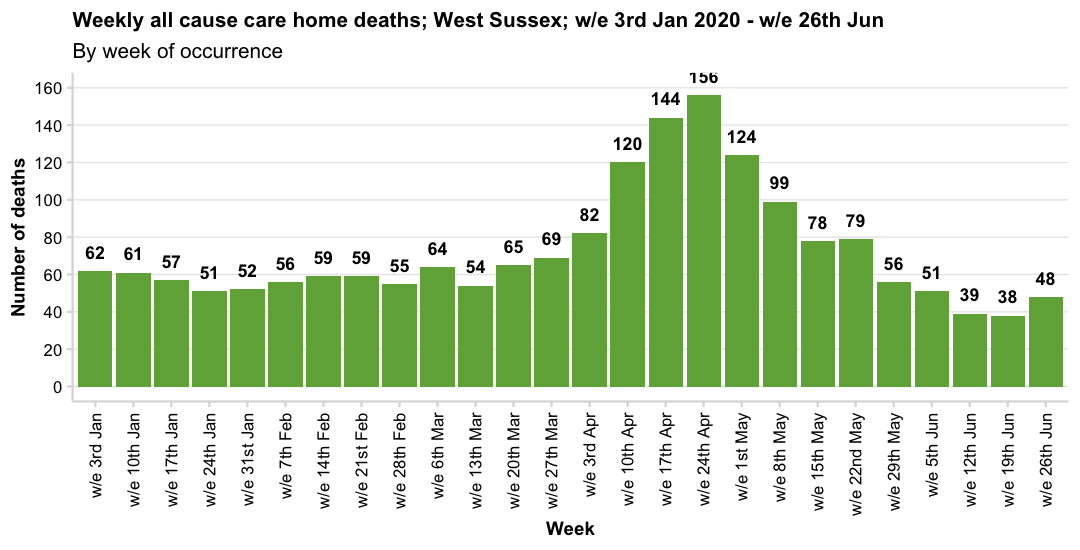 Weekly all cause care home deaths; West Sussex; w/e 3rd Jan 2020 - w/e 26th Jun
By week of occurrence
Number of deaths
160
140
120
100
80
60
40
20
0
62
61
57
51
52
56
59
59
55
64
54
65
69
82
120
144
156
124
99
78
79
56
51
39
38
48
w/e 3rd Jan
w/e 10th Jan
w/e 17th Jan
w/e 24th Jan
w/e 31st Jan
w/e 7th Feb
w/e 14th Feb
w/e 21st Feb
w/e 28th Feb
w/e 6th Mar
w/e 13th Mar
w/e 20th Mar
w/e 27th Mar
w/e 3rd Apr
w/e 10th Apr
w/e 17th Apr
w/e 24th Apr
w/e 1st May
w/e 8th May
w/e 15th May
w/e 22nd May
w/e 29th May
w/e 5th Jun
w/e 12th Jun
w/e 19th Jun
w/e 26th Jun
Week